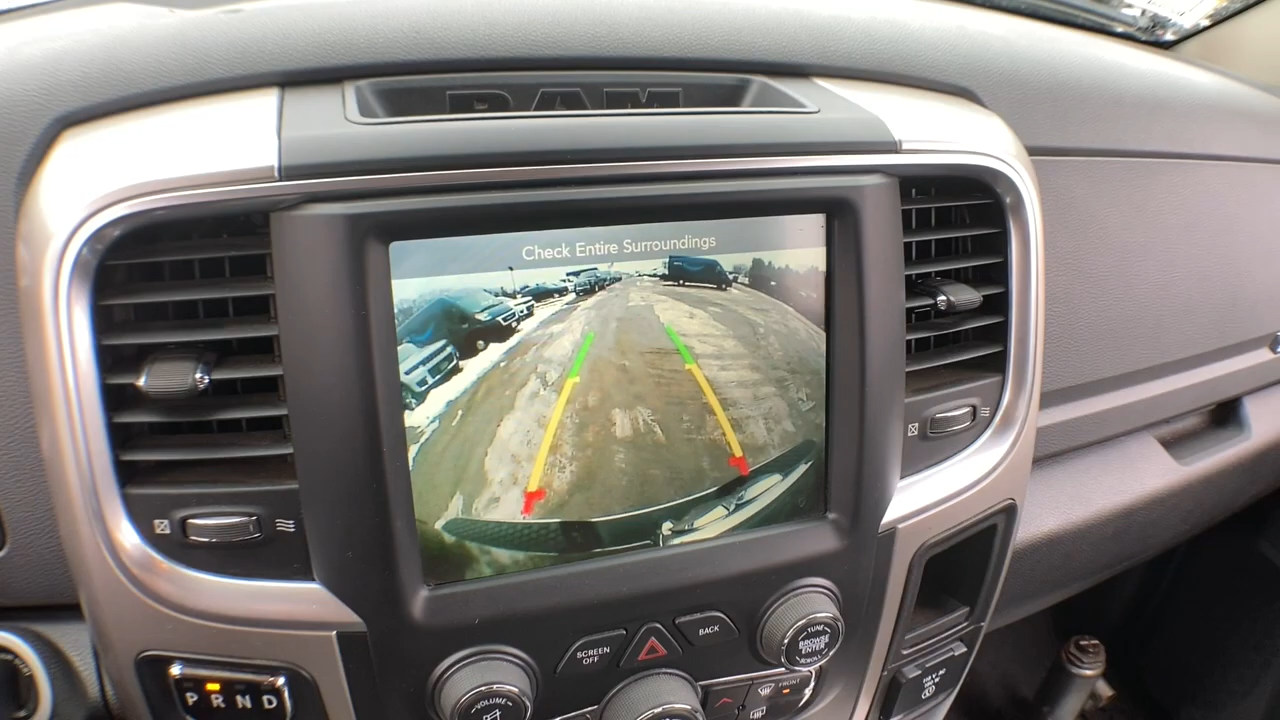 RAM
Check Entire Surroundings
SCREEN
OFF
BACK
TUNE
BROWSE
ENTER
SCROLL
VOLUME
FRONT
P R N D